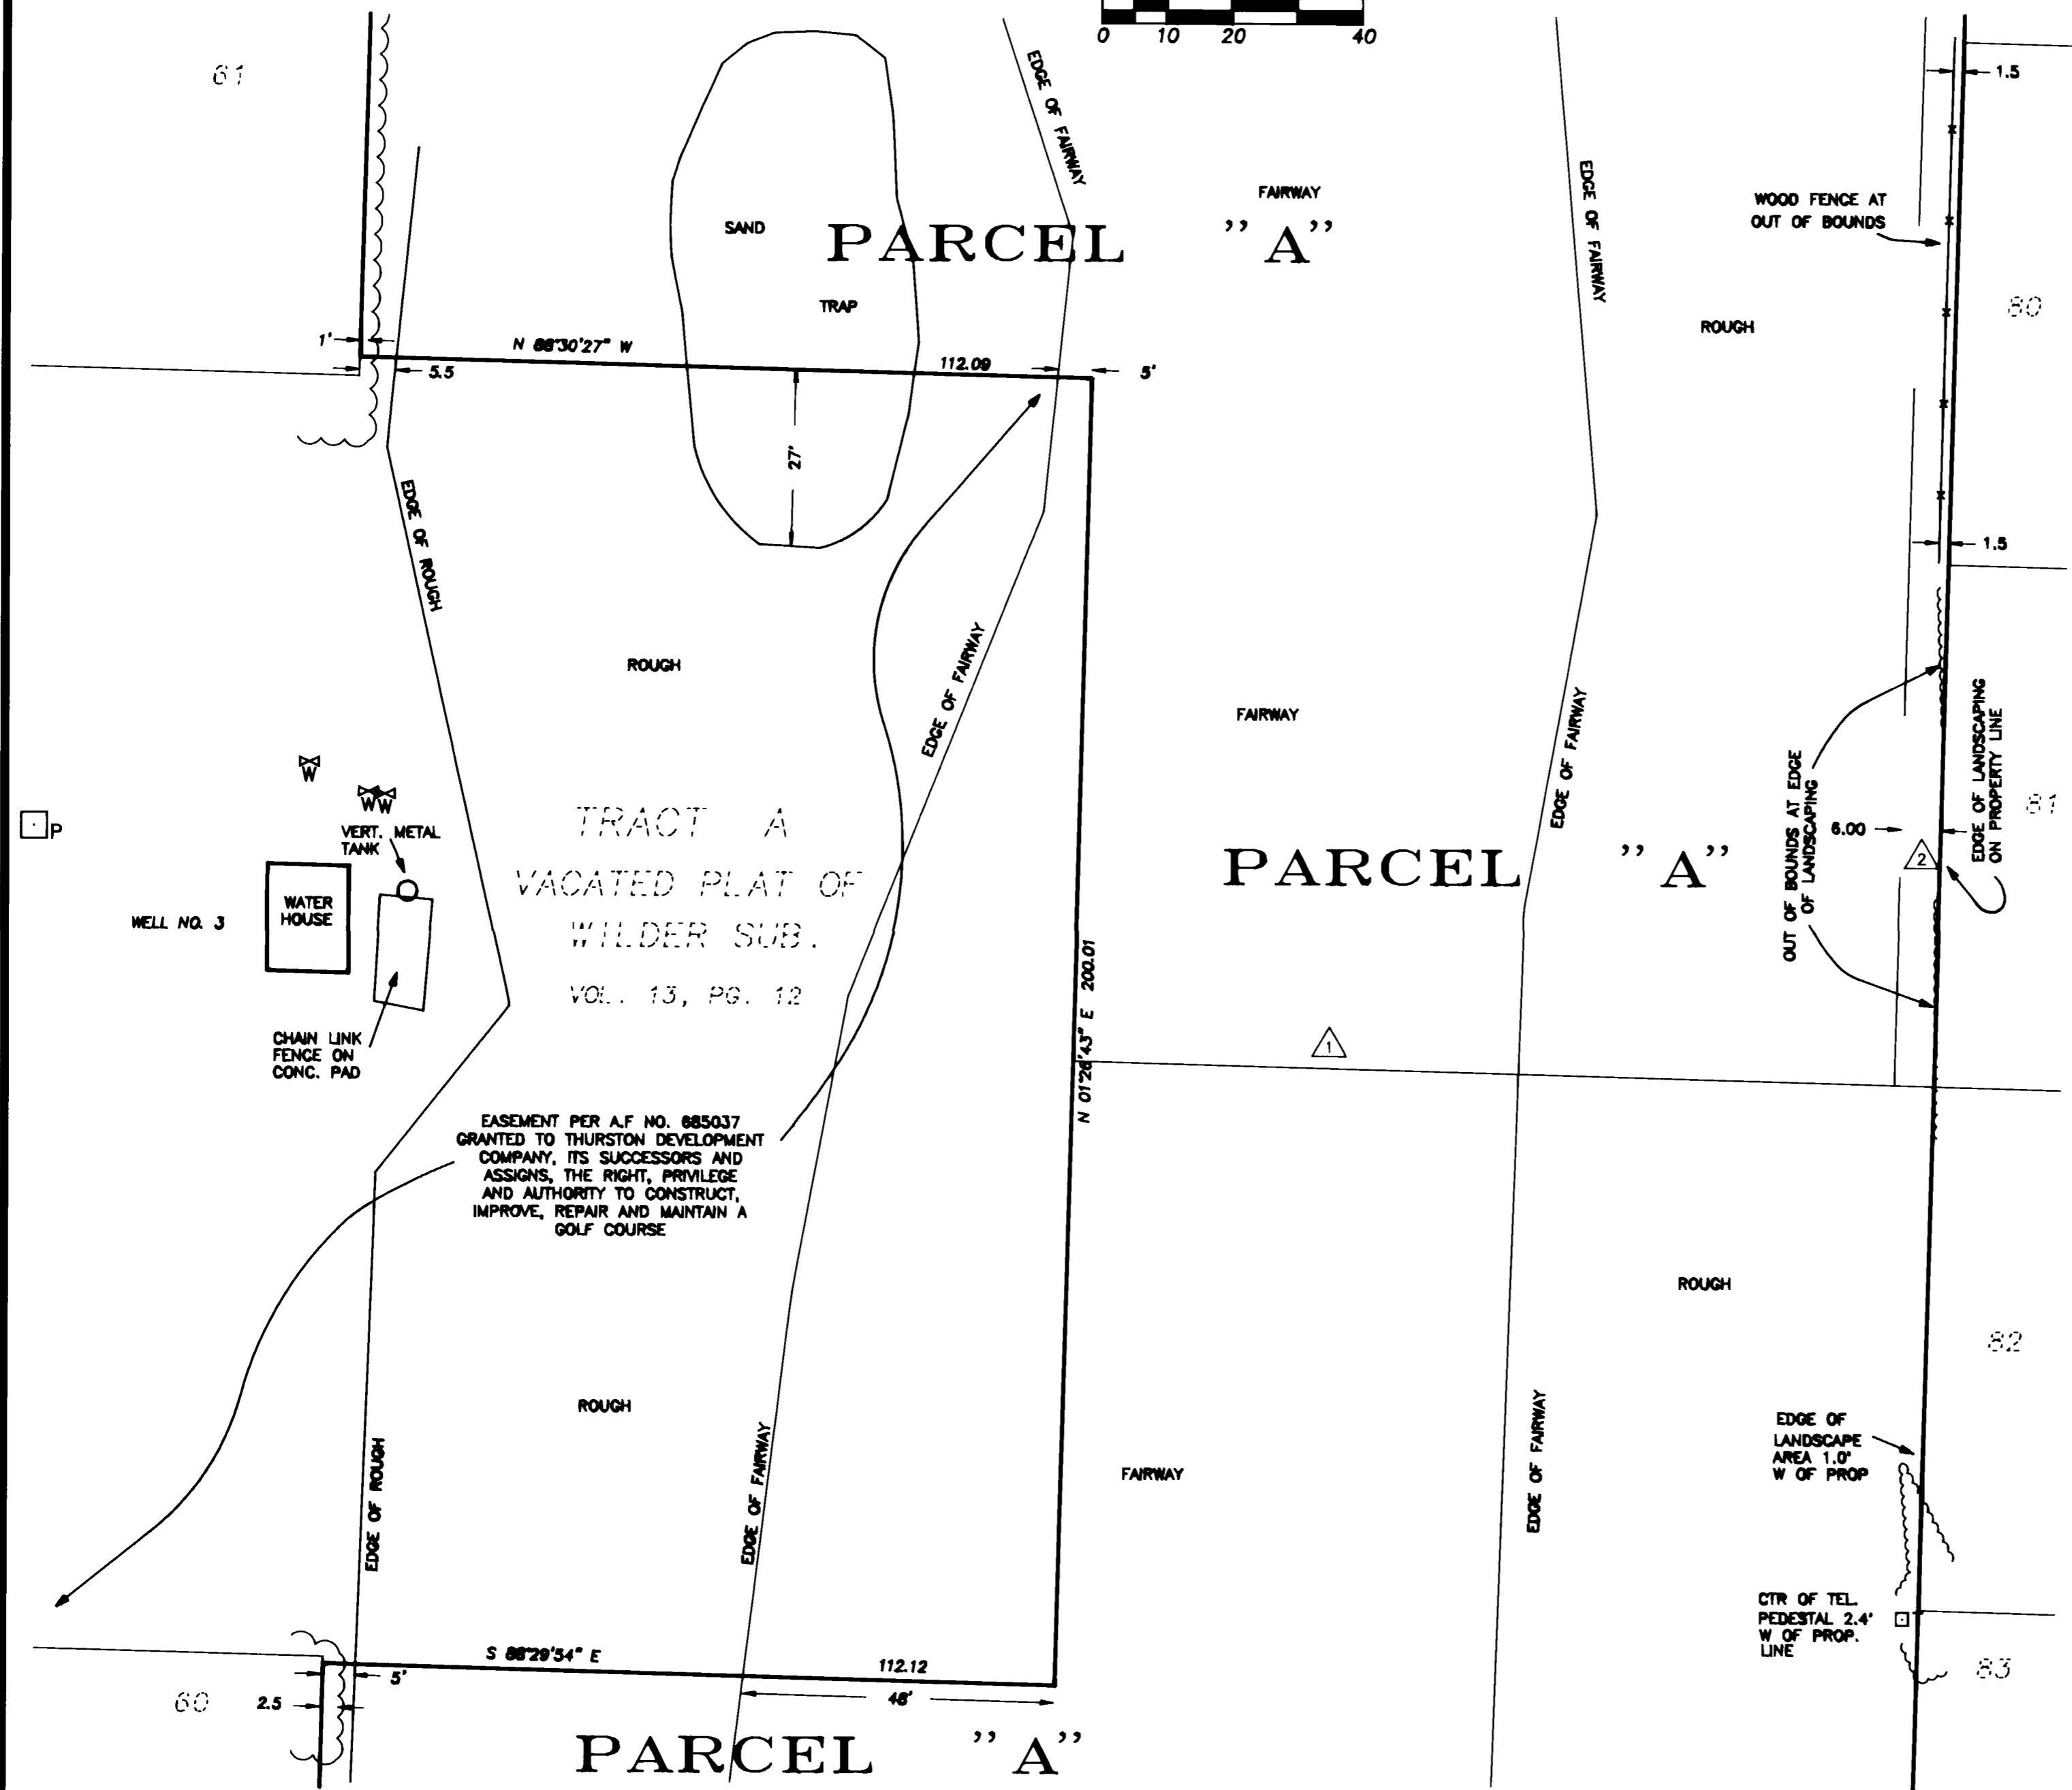 0 10 20 40
61
EDGE OF FAIRWAY
EDGE OF FAIRWAY
1.5
FAIRWAY
WOOD FENCE AT
OUT OF BOUNDS
SAND
PARCEL "A"
TRAP
ROUGH
80
1'
N 88°30'27" W
112.09
5.5
5'
27'
EDGE OF ROUGH
1.5
ROUGH
EDGE OF FAIRWAY
FAIRWAY
EDGE OF FAIRWAY
OUT OF BOUNDS AT EDGE
OF LANDSCAPING
EDGE OF LANDSCAPING
ON PROPERTY LINE
W
W W
P
VERT. METAL
TANK
TRACT A
VACATED PLAT OF
WILDER SUB.
VOL. 13, PG. 12
PARCEL "A"
6.00
2
81
WELL NO. 3
WATER
HOUSE
N 01°26'43" E 200.01
CHAIN LINK
FENCE ON
CONC. PAD
1
EASEMENT PER A.F NO. 685037
GRANTED TO THURSTON DEVELOPMENT
COMPANY, ITS SUCCESSORS AND
ASSIGNS, THE RIGHT, PRIVILEGE
AND AUTHORITY TO CONSTRUCT,
IMPROVE, REPAIR AND MAINTAIN A
GOLF COURSE
ROUGH
82
ROUGH
EDGE OF ROUGH
EDGE OF FAIRWAY
FAIRWAY
EDGE OF FAIRWAY
EDGE OF
LANDSCAPE
AREA 1.0'
W OF PROP
CTR OF TEL.
PEDESTAL 2.4'
W OF PROP.
LINE
S 88°29'54" E
112.12
5'
83
60
2.5
48'
PARCEL "A"